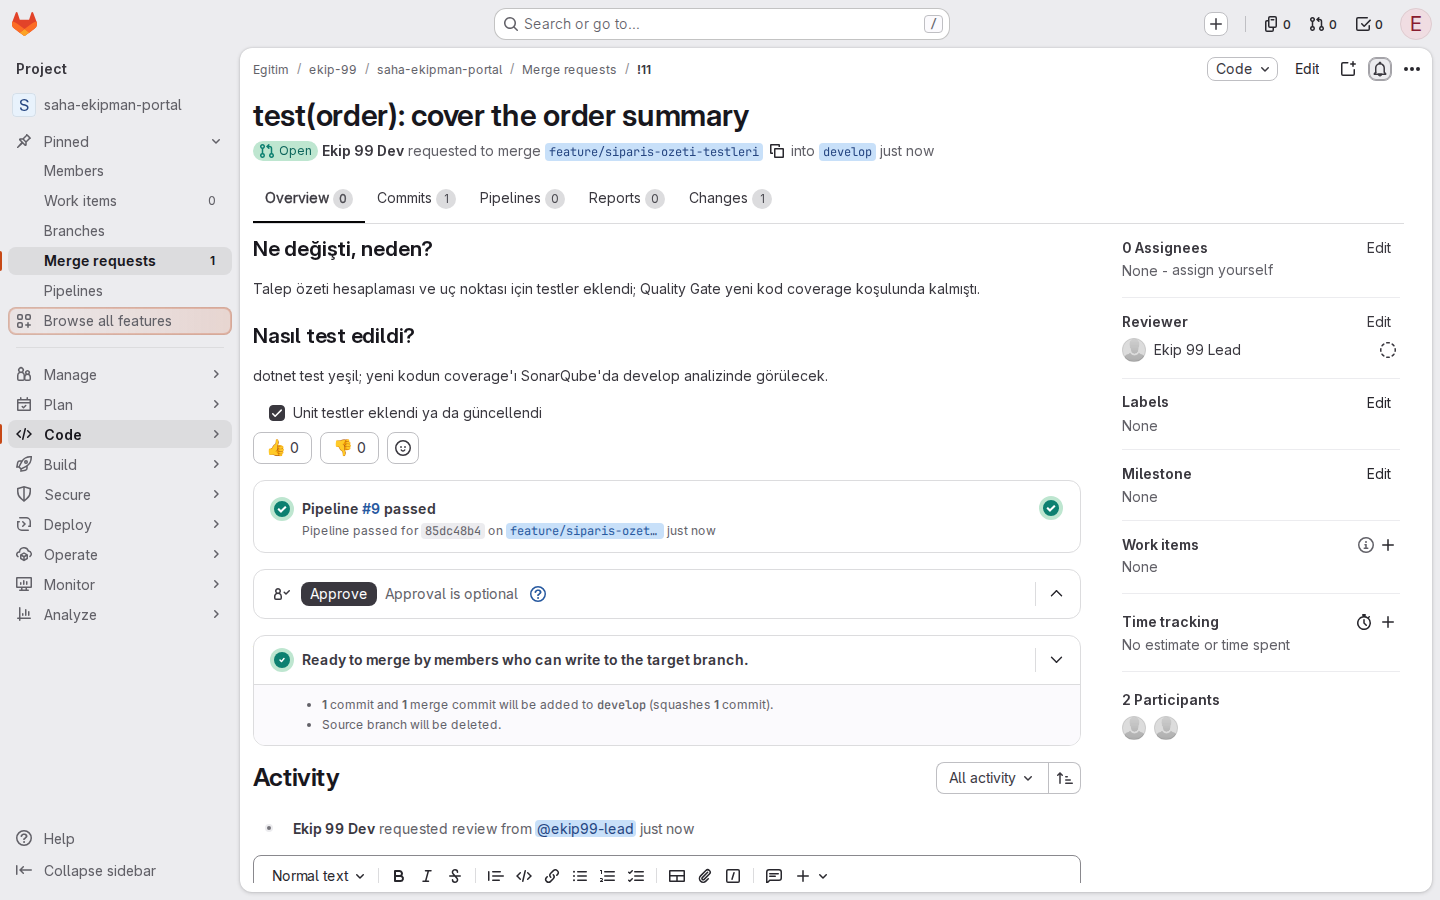 Search or go to...
/
0
0
0
E
Project
S
saha-ekipman-portal
Pinned
Members
Work items
0
Branches
Merge requests
1
Pipelines
Browse all features
Manage
Plan
Code
Build
Secure
Deploy
Operate
Monitor
Analyze
Help
Collapse sidebar
Egitim / ekip-99 / saha-ekipman-portal / Merge requests / !11
Code
Edit
test(order): cover the order summary
Open Ekip 99 Dev requested to merge feature/siparis-ozeti-testleri into develop just now
Overview 0
Commits 1
Pipelines 0
Reports 0
Changes 1
Ne değişti, neden?
Talep özeti hesaplaması ve uç noktası için testler eklendi; Quality Gate yeni kod coverage koşulunda kalmıştı.
Nasıl test edildi?
dotnet test yeşil; yeni kodun coverage'ı SonarQube'da develop analizinde görülecek.
Unit testler eklendi ya da güncellendi
👍 0
👎 0
Pipeline #9 passed
Pipeline passed for 85dc48b4 on feature/siparis-ozet… just now
Approve Approval is optional
Ready to merge by members who can write to the target branch.
• 1 commit and 1 merge commit will be added to develop (squashes 1 commit).
• Source branch will be deleted.
Activity
All activity
Ekip 99 Dev requested review from @ekip99-lead just now
Normal text
0 Assignees
Edit
None - assign yourself
Reviewer
Edit
Ekip 99 Lead
Labels
Edit
None
Milestone
Edit
None
Work items
None
Time tracking
No estimate or time spent
2 Participants